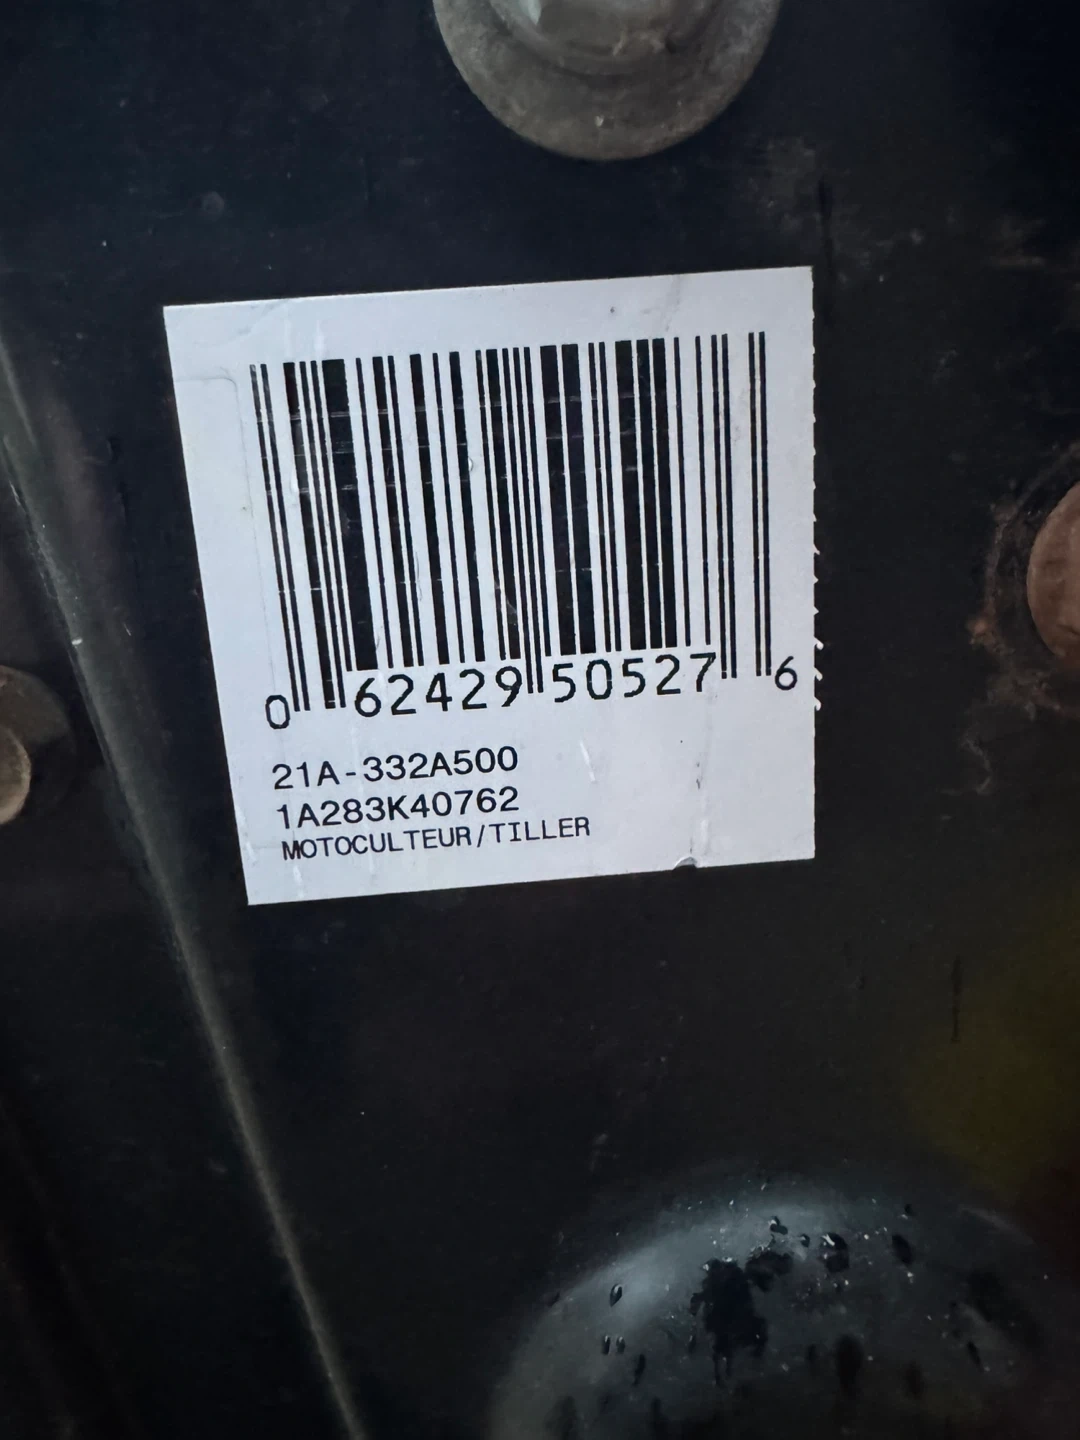 0 62429 50527 6
21A-332A500
1A283K40762
MOTOCULTEUR/TILLER